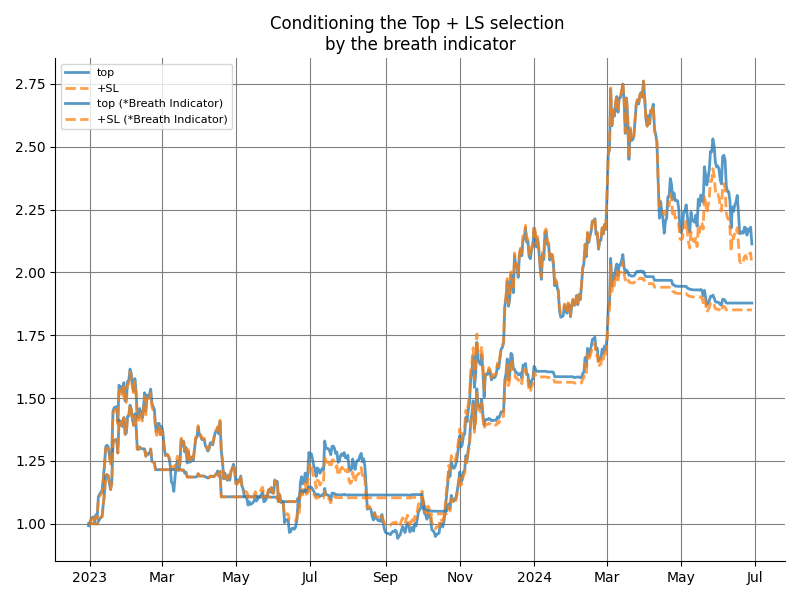 Conditioning the Top + LS selection
by the breath indicator
top
+SL
top (*Breath Indicator)
+SL (*Breath Indicator)
2.75
2.50
2.25
2.00
1.75
1.50
1.25
1.00
2023 Mar May Jul Sep Nov 2024 Mar May Jul